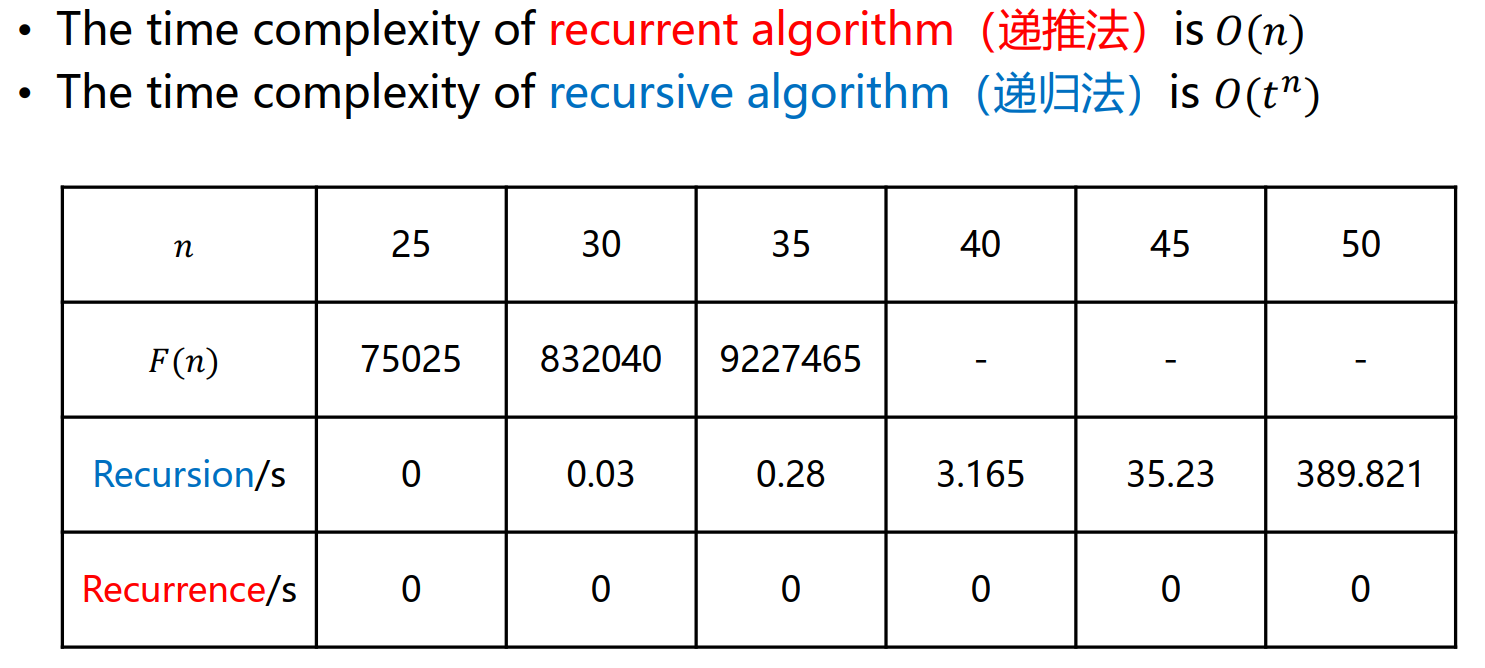 • The time complexity of recurrent algorithm（递推法）is O(n)
• The time complexity of recursive algorithm（递归法）is O(tⁿ)
n 25 30 35 40 45 50
F(n) 75025 832040 9227465 - - -
Recursion/s 0 0.03 0.28 3.165 35.23 389.821
Recurrence/s 0 0 0 0 0 0